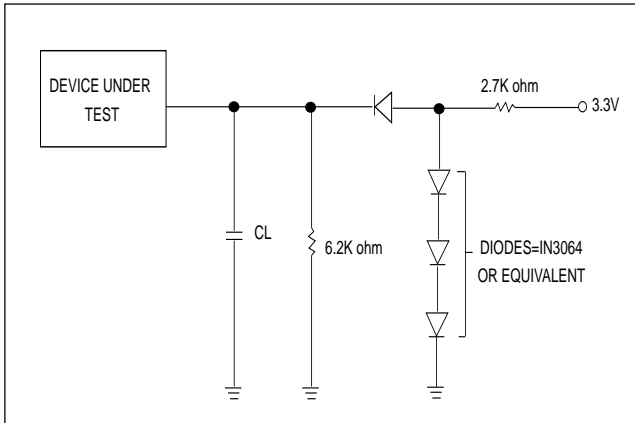 DEVICE UNDER
TEST
2.7K ohm
3.3V
CL
6.2K ohm
DIODES=IN3064
OR EQUIVALENT